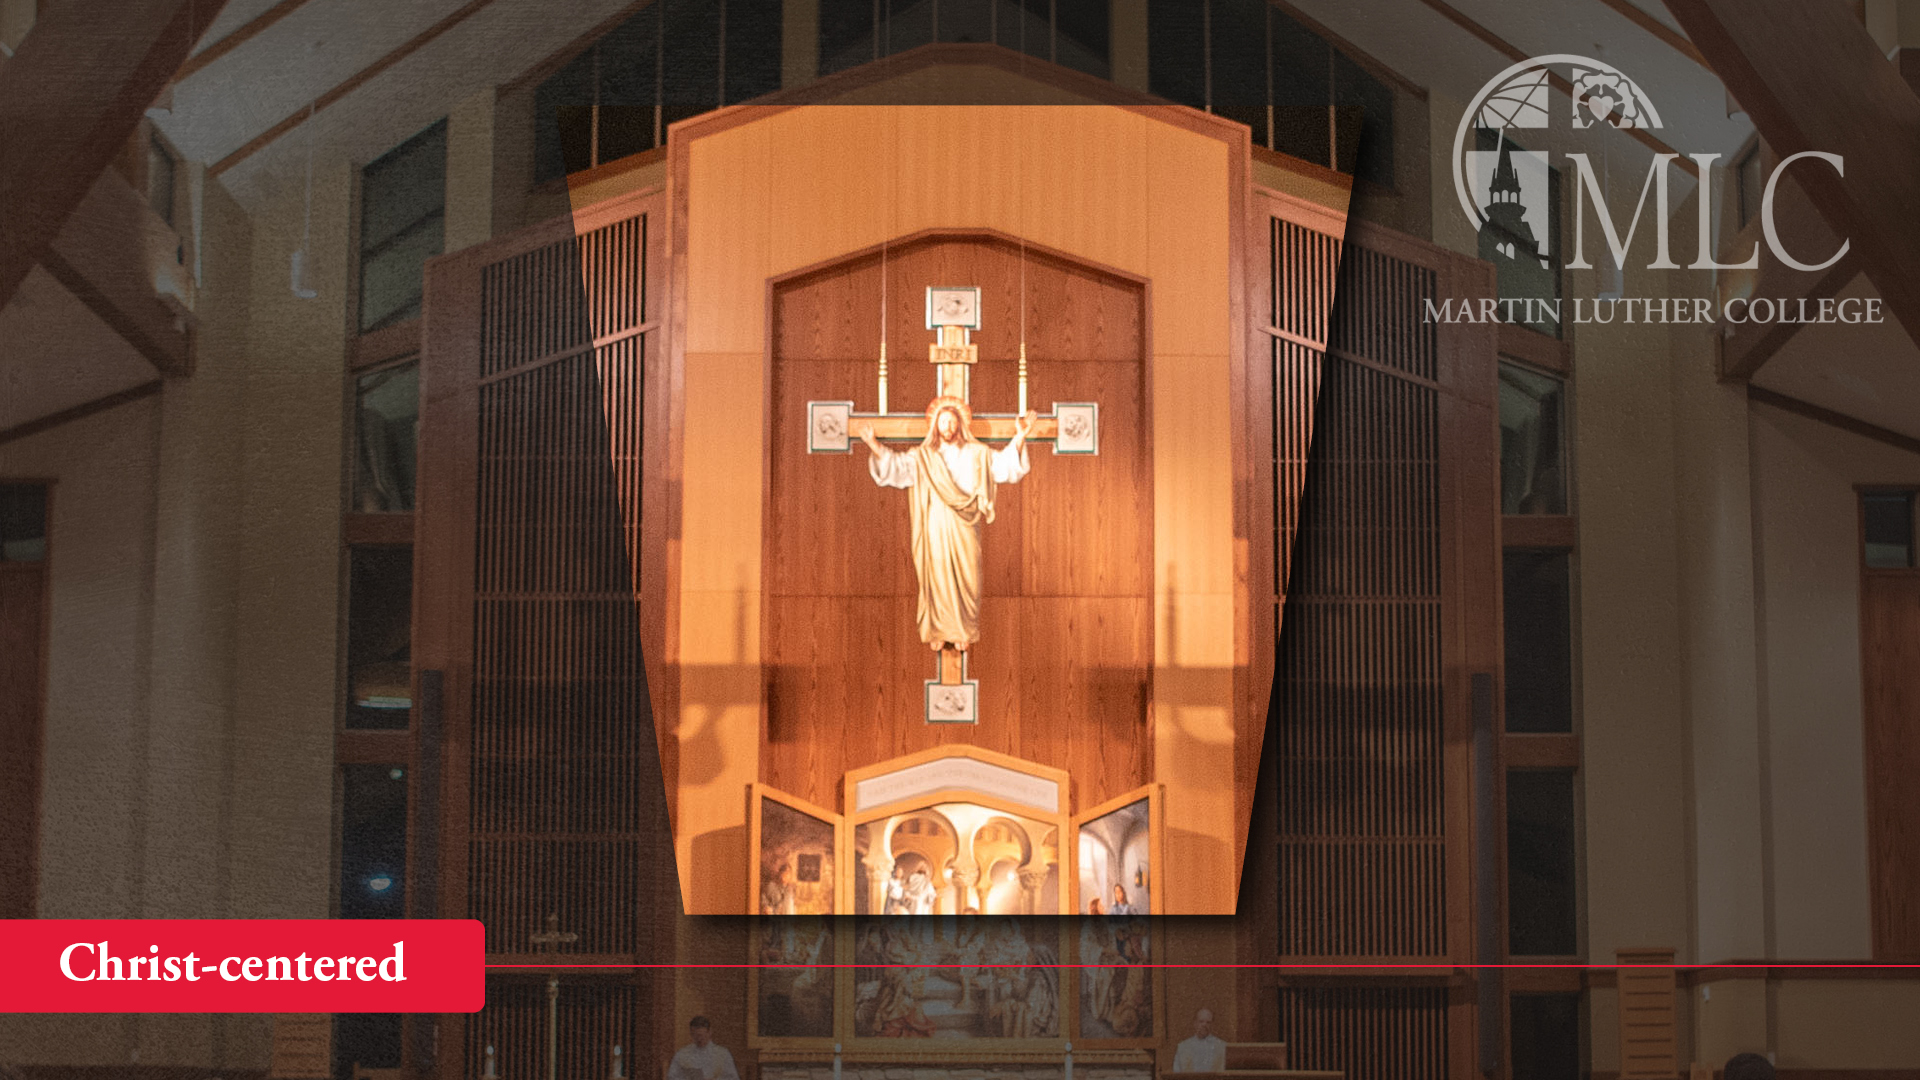 MLC
MARTIN LUTHER COLLEGE
INRI
Christ-centered